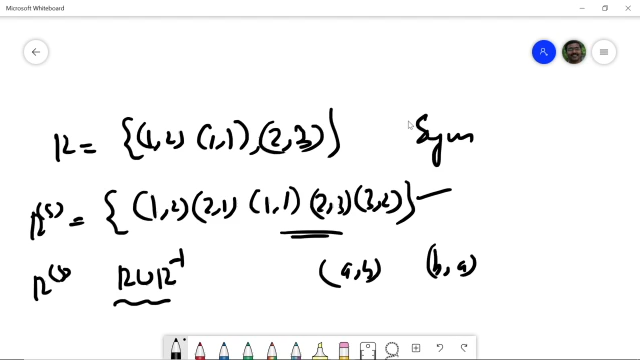 Microsoft Whiteboard
R = {(1,2) (1,1),(2,3)} Sym
R^(s) = { (1,2)(2,1) (1,1) (2,3)(3,2)}
R^(s) R∪R^-1 (a,b) (b,a)